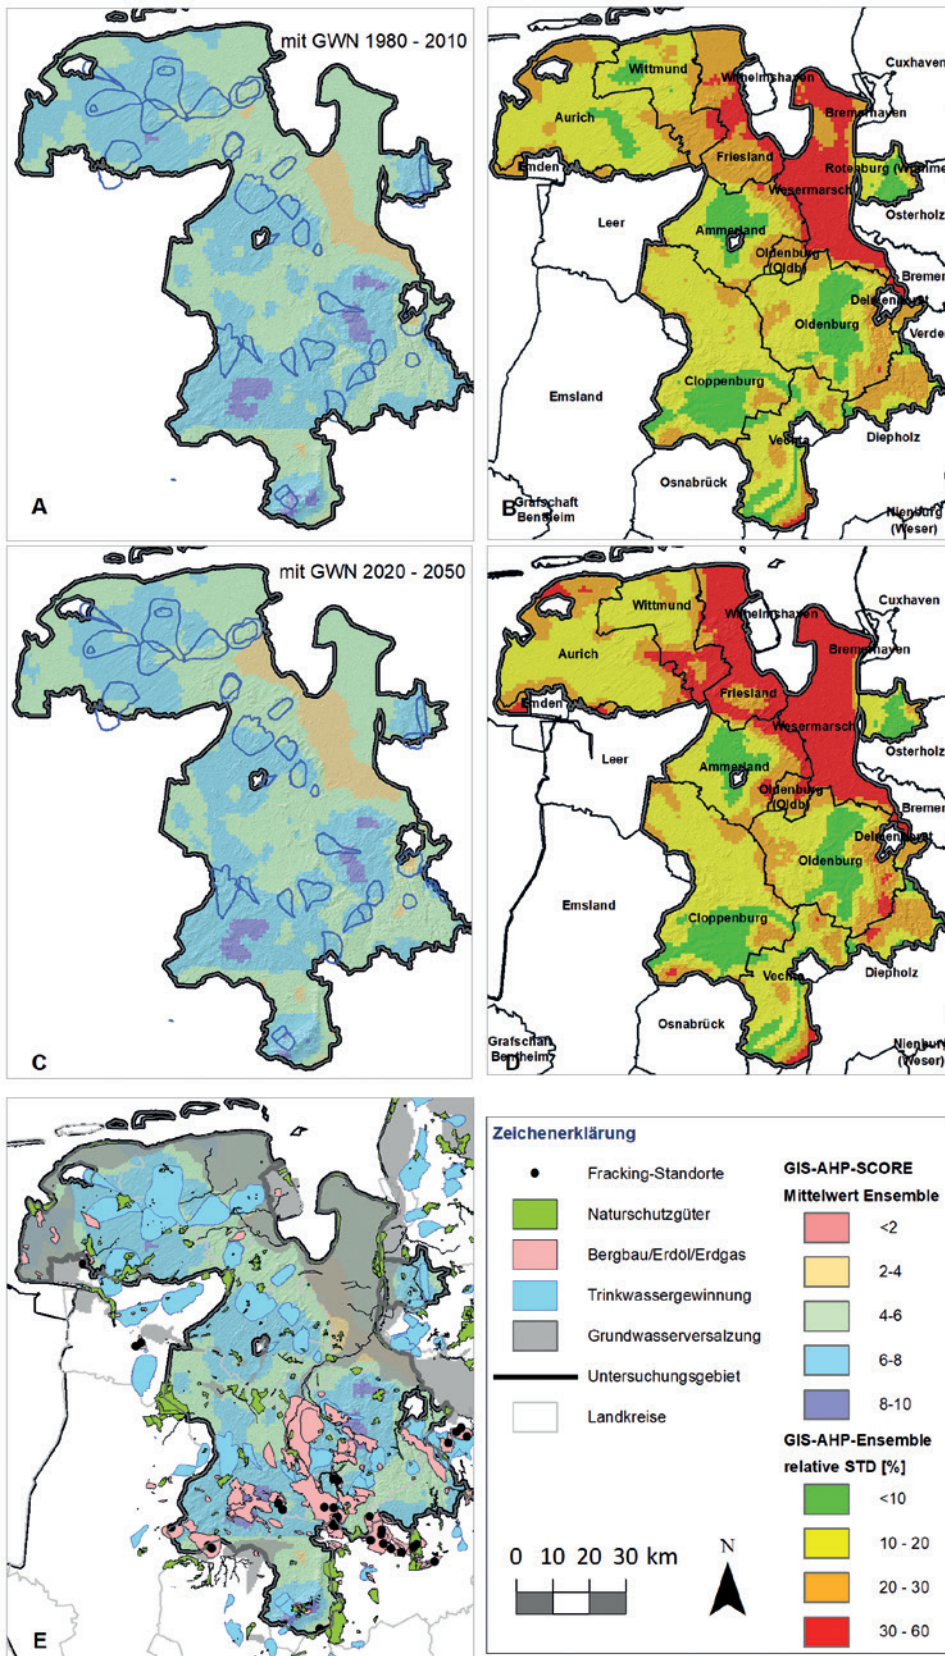 mit GWN 1980 - 2010
A
Cuxhaven
Wittmund
Wilhelmshaven
Aurich
Bremerhaven
Friesland
Emden
Rotenburg (Wümme
Wesermarsch
Leer
Osterholz
Ammerland
Oldenburg
(Oldb)
Bremen
Delmenhorst
Oldenburg
Verden
Cloppenburg
Emsland
Vechta
Diepholz
Osnabrück
Grafschaft
Bentheim
Nienburg
(Weser)
B
mit GWN 2020 - 2050
C
Cuxhaven
Wittmund
Wilhelmshaven
Aurich
Bremerhaven
Friesland
Emden
Wesermarsch
Osterholz
Leer
Ammerland
Oldenburg
(Oldb)
Bremen
Delmenhorst
Oldenburg
Emsland
Cloppenburg
Vechta
Diepholz
Osnabrück
Grafschaft
Bentheim
Nienburg
(Weser)
D
E
Zeichenerklärung
Fracking-Standorte
Naturschutzgüter
Bergbau/Erdöl/Erdgas
Trinkwassergewinnung
Grundwasserversalzung
Untersuchungsgebiet
Landkreise
0 10 20 30 km
N
GIS-AHP-SCORE
Mittelwert Ensemble
<2
2-4
4-6
6-8
8-10
GIS-AHP-Ensemble
relative STD [%]
<10
10 - 20
20 - 30
30 - 60